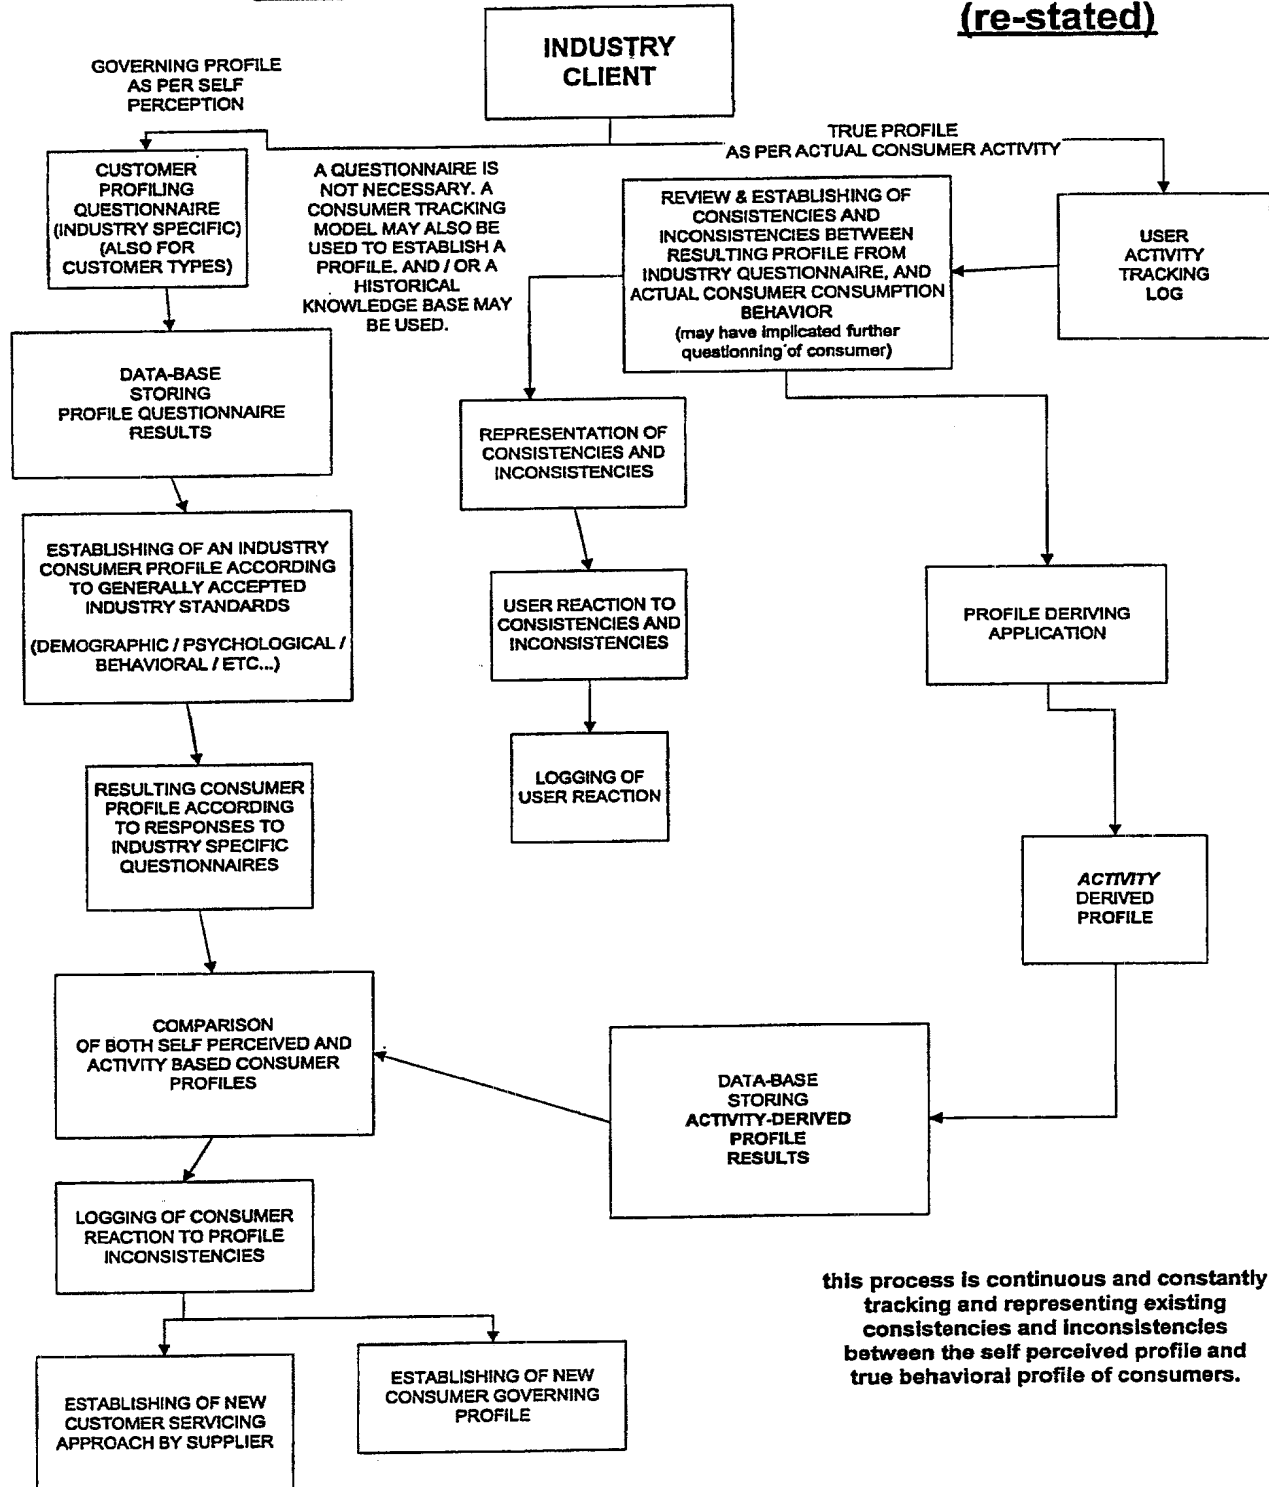 (re-stated)
INDUSTRY
CLIENT
GOVERNING PROFILE
AS PER SELF
PERCEPTION
TRUE PROFILE
AS PER ACTUAL CONSUMER ACTIVITY
CUSTOMER
PROFILING
QUESTIONNAIRE
(INDUSTRY SPECIFIC)
(ALSO FOR
CUSTOMER TYPES)
A QUESTIONNAIRE IS
NOT NECESSARY. A
CONSUMER TRACKING
MODEL MAY ALSO BE
USED TO ESTABLISH A
PROFILE. AND / OR A
HISTORICAL
KNOWLEDGE BASE MAY
BE USED.
REVIEW & ESTABLISHING OF
CONSISTENCIES AND
INCONSISTENCIES BETWEEN
RESULTING PROFILE FROM
INDUSTRY QUESTIONNAIRE, AND
ACTUAL CONSUMER CONSUMPTION
BEHAVIOR
(may have implicated further
questionning of consumer)
USER
ACTIVITY
TRACKING
LOG
DATA-BASE
STORING
PROFILE QUESTIONNAIRE
RESULTS
REPRESENTATION OF
CONSISTENCIES AND
INCONSISTENCIES
ESTABLISHING OF AN INDUSTRY
CONSUMER PROFILE ACCORDING
TO GENERALLY ACCEPTED
INDUSTRY STANDARDS
(DEMOGRAPHIC / PSYCHOLOGICAL /
BEHAVIORAL / ETC...)
USER REACTION TO
CONSISTENCIES AND
INCONSISTENCIES
PROFILE DERIVING
APPLICATION
RESULTING CONSUMER
PROFILE ACCORDING
TO RESPONSES TO
INDUSTRY SPECIFIC
QUESTIONNAIRES
LOGGING OF
USER REACTION
ACTIVITY
DERIVED
PROFILE
COMPARISON
OF BOTH SELF PERCEIVED AND
ACTIVITY BASED CONSUMER
PROFILES
DATA-BASE
STORING
ACTIVITY-DERIVED
PROFILE
RESULTS
LOGGING OF CONSUMER
REACTION TO PROFILE
INCONSISTENCIES
this process is continuous and constantly
tracking and representing existing
consistencies and inconsistencies
between the self perceived profile and
true behavioral profile of consumers.
ESTABLISHING OF NEW
CUSTOMER SERVICING
APPROACH BY SUPPLIER
ESTABLISHING OF NEW
CONSUMER GOVERNING
PROFILE